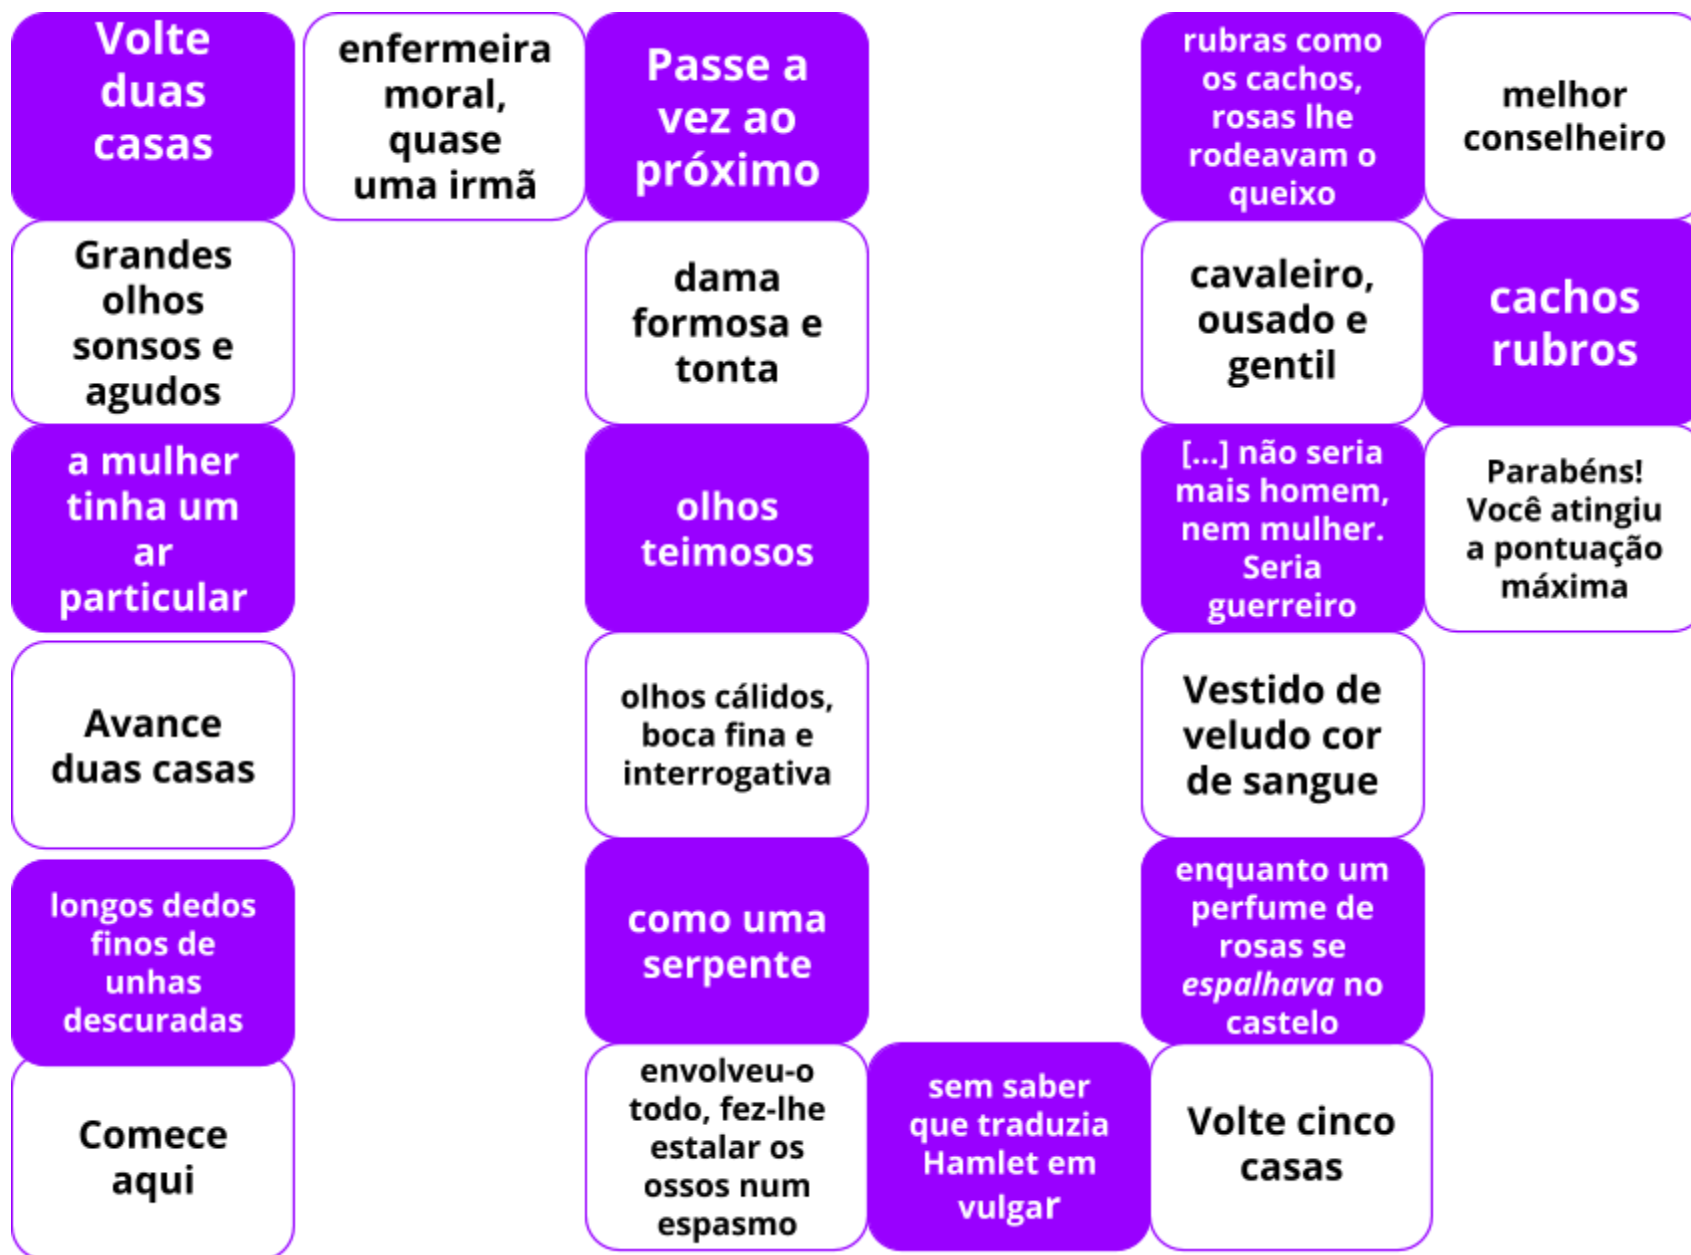 Volte
duas
casas
enfermeira
moral,
quase
uma irmã
Passe a
vez ao
próximo
rubras como
os cachos,
rosas lhe
rodeavam o
queixo
melhor
conselheiro
Grandes
olhos
sonsos e
agudos
dama
formosa e
tonta
cavaleiro,
ousado e
gentil
cachos
rubros
a mulher
tinha um
ar
particular
olhos
teimosos
[...] não seria
mais homem,
nem mulher.
Seria
guerreiro
Parabéns!
Você atingiu
a pontuação
máxima
Avance
duas casas
olhos cálidos,
boca fina e
interrogativa
Vestido de
veludo cor
de sangue
longos dedos
finos de
unhas
descuradas
como uma
serpente
enquanto um
perfume de
rosas se
espalhava no
castelo
Comece
aqui
envolveu-o
todo, fez-lhe
estalar os
ossos num
espasmo
sem saber
que traduzia
Hamlet em
vulgar
Volte cinco
casas